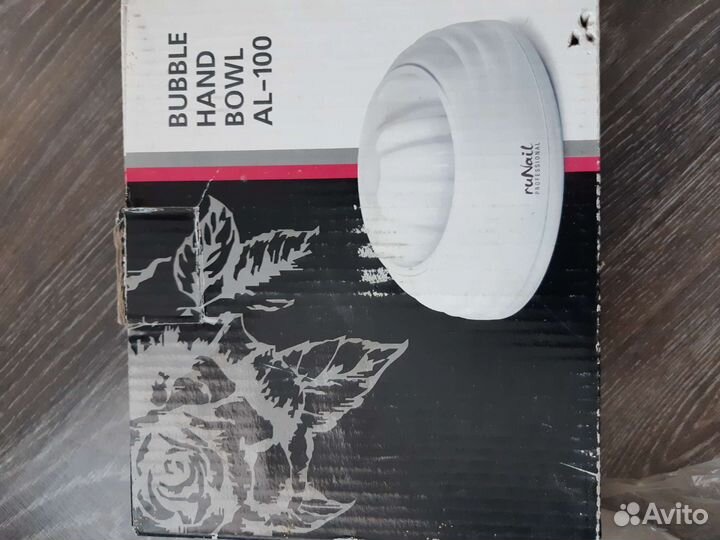 BUBBLE
HAND
BOWL
AL-100
ruNail
PROFESSIONAL
Avito